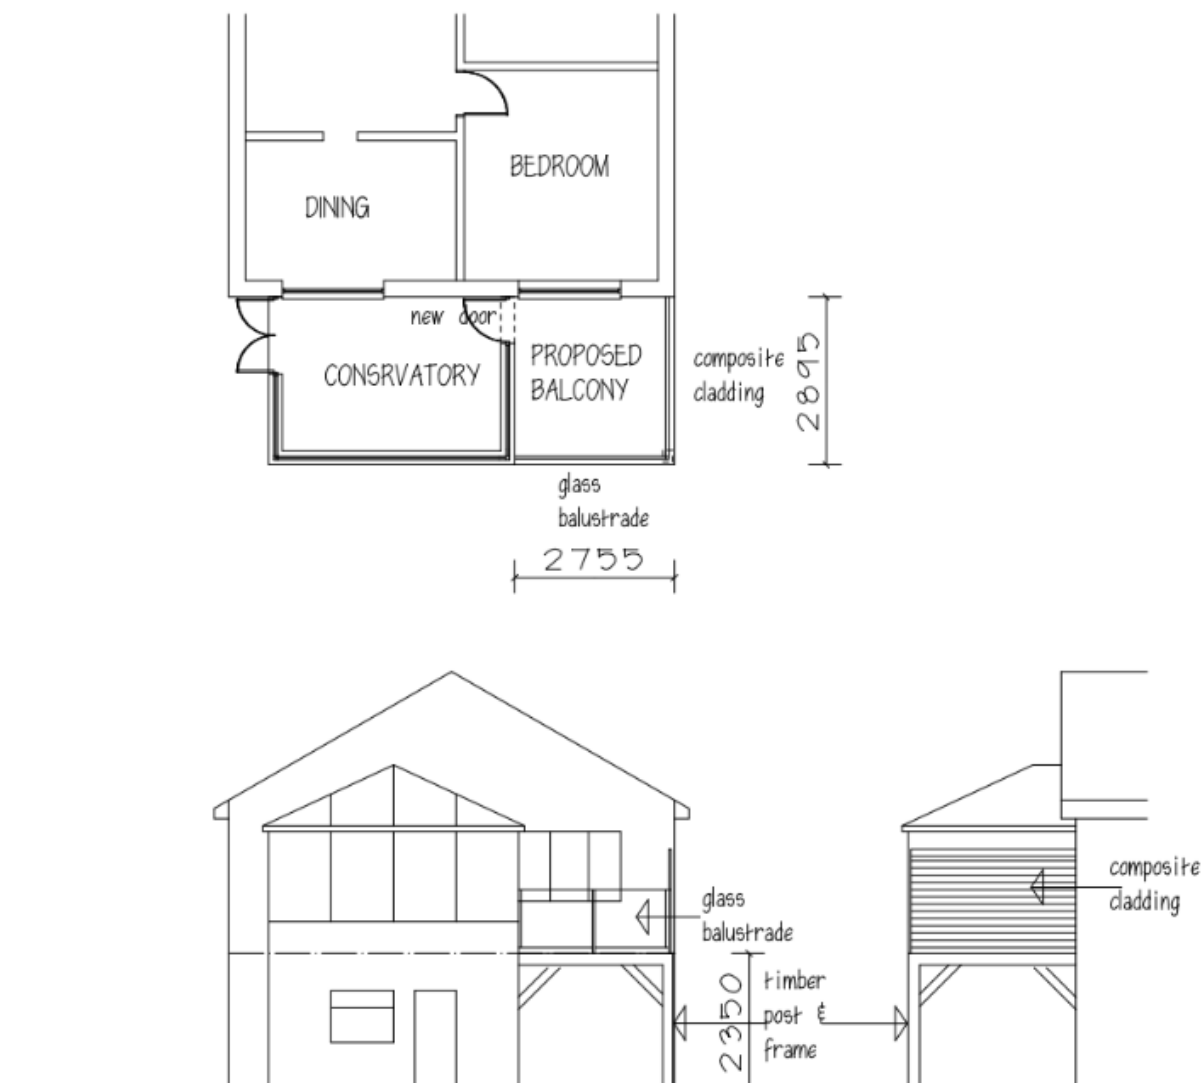 BEDROOM
DINING
new door
CONSRVATORY
PROPOSED
BALCONY
composite
cladding
2895
glass
balustrade
2755
composite
cladding
glass
balustrade
2350
timber
post &
frame